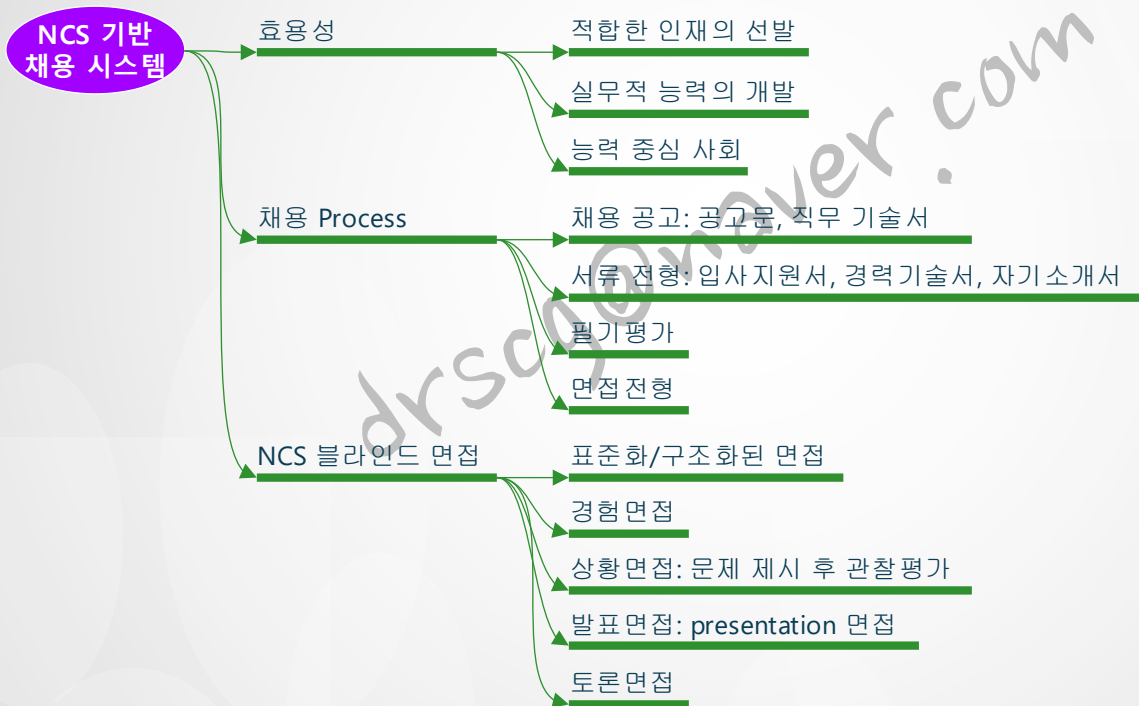 NCS 기반
채용 시스템
효용성
적합한 인재의 선발
실무적 능력의 개발
능력 중심 사회
채용 Process
채용 공고: 공고문, 직무 기술서
서류 전형: 입사지원서, 경력기술서, 자기소개서
필기평가
면접전형
NCS 블라인드 면접
표준화/구조화된 면접
경험면접
상황면접: 문제 제시 후 관찰평가
발표면접: presentation 면접
토론면접
drscg@naver.com